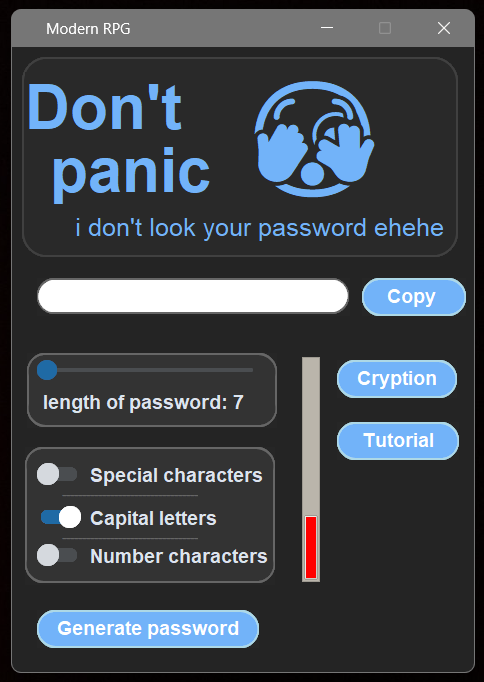 Modern RPG
Don't
panic
i don't look your password ehehe
Copy
length of password: 7
Cryption
Tutorial
Special characters
Capital letters
Number characters
Generate password